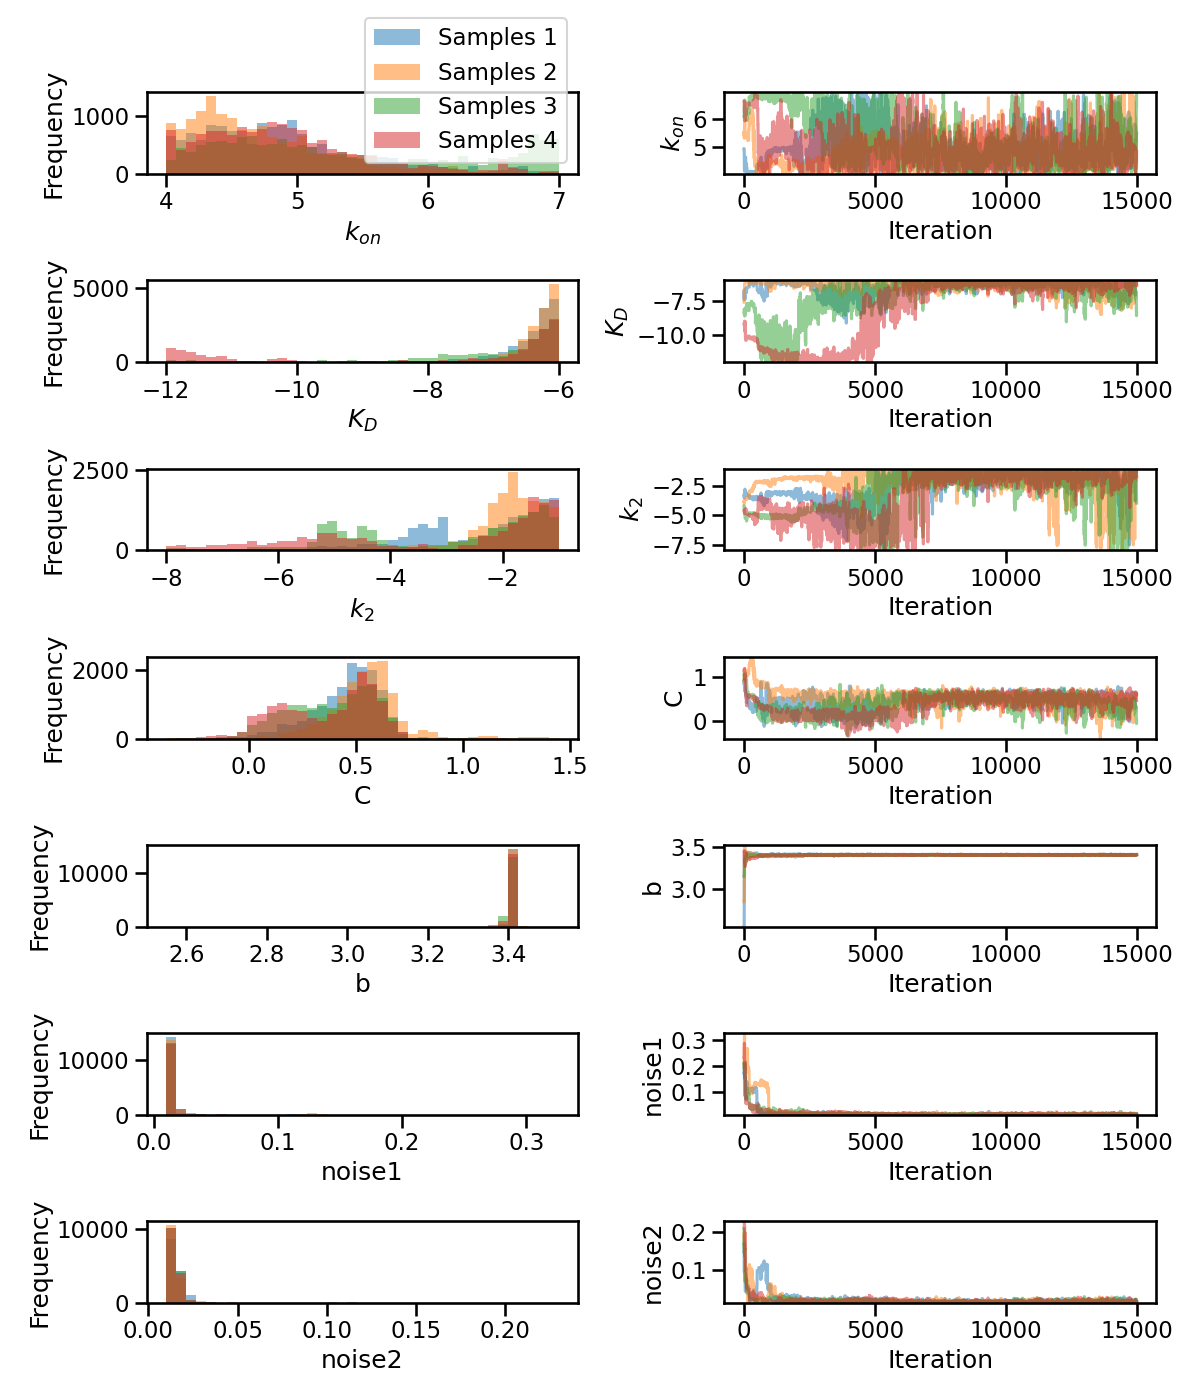 Samples 1
Samples 2
Samples 3
Samples 4
Frequency
1000
0
4 5 6 7
k_on
k_on
6
5
0 5000 10000 15000
Iteration
Frequency
5000
0
−12 −10 −8 −6
K_D
K_D
−7.5
−10.0
0 5000 10000 15000
Iteration
Frequency
2500
0
−8 −6 −4 −2
k_2
k_2
−2.5
−5.0
−7.5
0 5000 10000 15000
Iteration
Frequency
2000
0
0.0 0.5 1.0 1.5
C
C
1
0
0 5000 10000 15000
Iteration
Frequency
10000
0
2.6 2.8 3.0 3.2 3.4
b
b
3.5
3.0
0 5000 10000 15000
Iteration
Frequency
10000
0
0.0 0.1 0.2 0.3
noise1
noise1
0.3
0.2
0.1
0 5000 10000 15000
Iteration
Frequency
10000
0
0.00 0.05 0.10 0.15 0.20
noise2
noise2
0.2
0.1
0 5000 10000 15000
Iteration